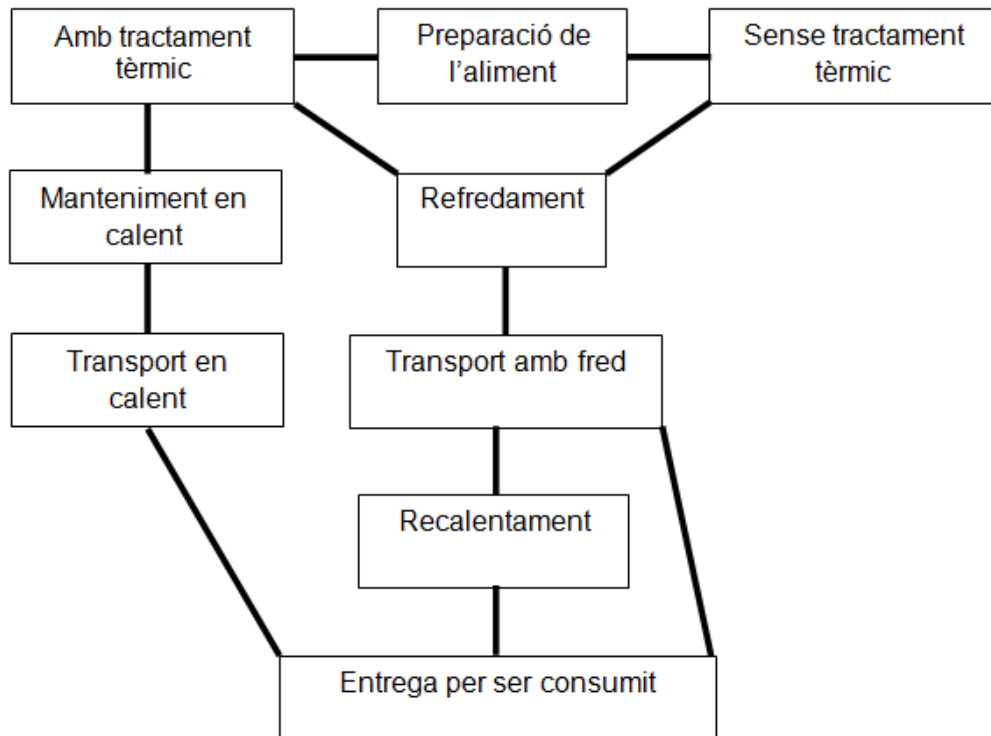 Amb tractament
tèrmic
Preparació de
l’aliment
Sense tractament
tèrmic
Manteniment en
calent
Refredament
Transport en
calent
Transport amb fred
Recalentament
Entrega per ser consumit